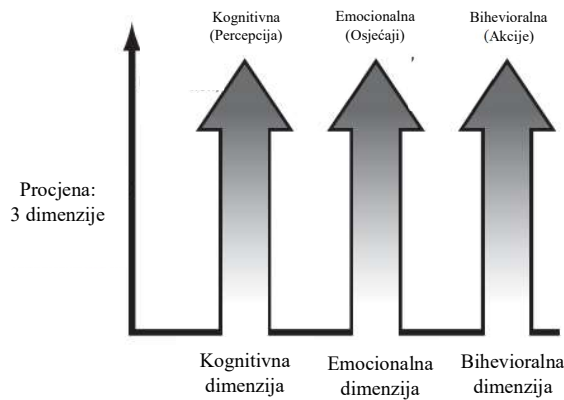 Kognitivna
(Percepcija)
Emocionalna
(Osjećaji)
Bihevioralna
(Akcije)
Procjena:
3 dimenzije
Kognitivna
dimenzija
Emocionalna
dimenzija
Bihevioralna
dimenzija